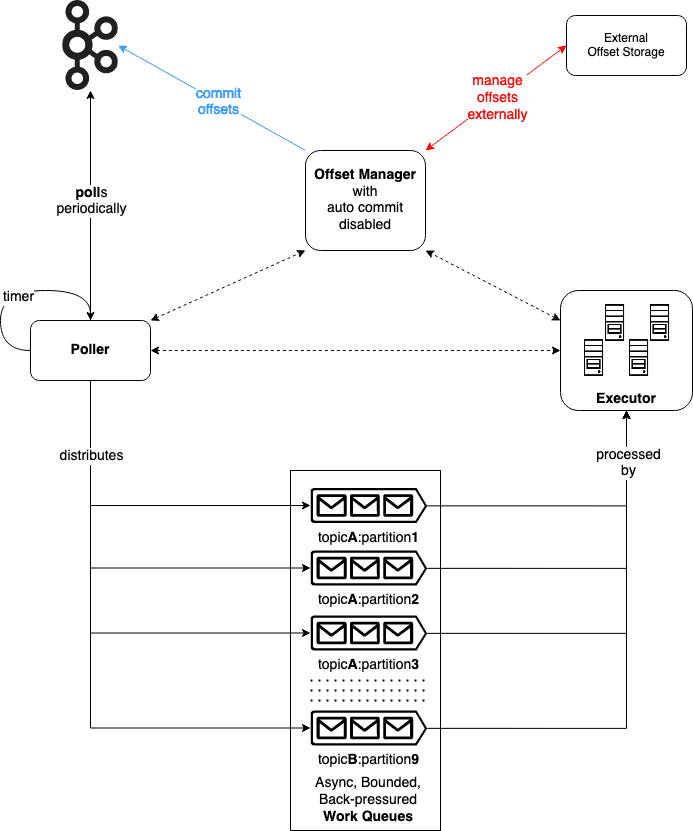 External
Offset Storage
commit
offsets
manage
offsets
externally
Offset Manager
with
auto commit
disabled
polls
periodically
timer
Poller
Executor
distributes
processed
by
topicA:partition1
topicA:partition2
topicA:partition3
topicB:partition9
Async, Bounded,
Back-pressured
Work Queues